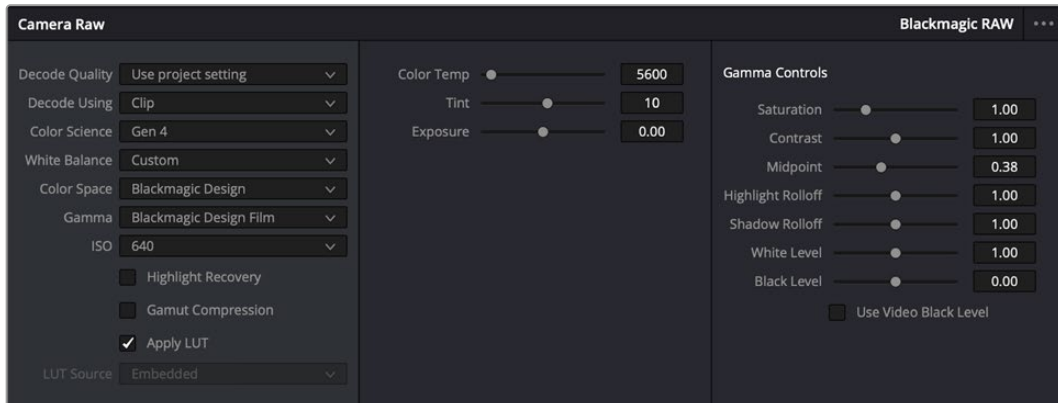 Camera Raw
Blackmagic RAW
Decode Quality Use project setting
Decode Using Clip
Color Science Gen 4
White Balance Custom
Color Space Blackmagic Design
Gamma Blackmagic Design Film
ISO 640
Highlight Recovery
Gamut Compression
Apply LUT
LUT Source Embedded
Color Temp 5600
Tint 10
Exposure 0.00
Gamma Controls
Saturation 1.00
Contrast 1.00
Midpoint 0.38
Highlight Rolloff 1.00
Shadow Rolloff 1.00
White Level 1.00
Black Level 0.00
Use Video Black Level